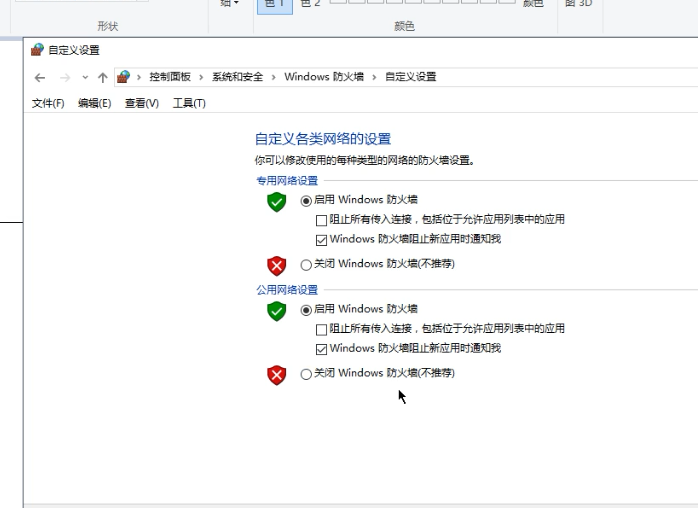 细 色 1 色 2 颜色 图 3D
形状 颜色
自定义设置
控制面板 系统和安全 Windows 防火墙 自定义设置
文件(F) 编辑(E) 查看(V) 工具(T)
自定义各类网络的设置
你可以修改使用的每种类型的网络的防火墙设置。
专用网络设置
启用 Windows 防火墙
阻止所有传入连接，包括位于允许应用列表中的应用
Windows 防火墙阻止新应用时通知我
关闭 Windows 防火墙(不推荐)
公用网络设置
启用 Windows 防火墙
阻止所有传入连接，包括位于允许应用列表中的应用
Windows 防火墙阻止新应用时通知我
关闭 Windows 防火墙(不推荐)